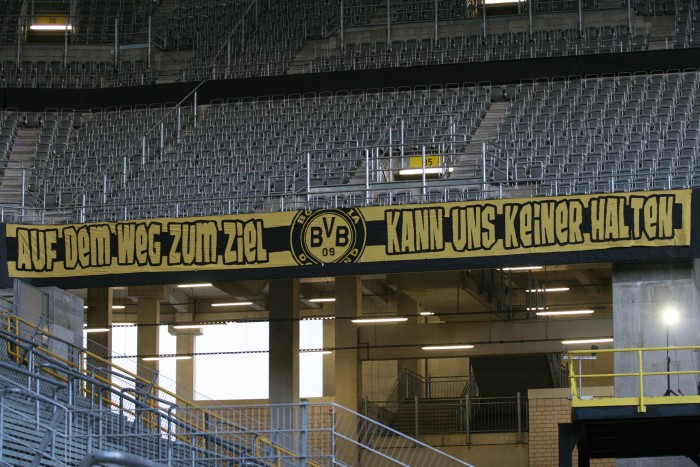 AUF DEM WEG ZUM ZIEL
BVB
09
KANN UNS KEINER HALTEN